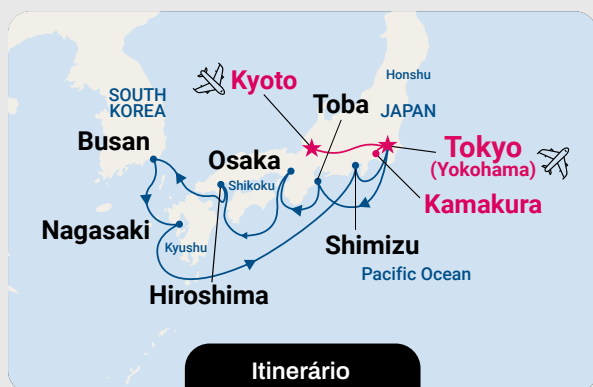 Honshu
SOUTH
KOREA
Kyoto
Toba
JAPAN
Busan
Osaka
Tokyo
(Yokohama)
Shikoku
Kamakura
Nagasaki
Kyushu
Shimizu
Pacific Ocean
Hiroshima
Itinerário